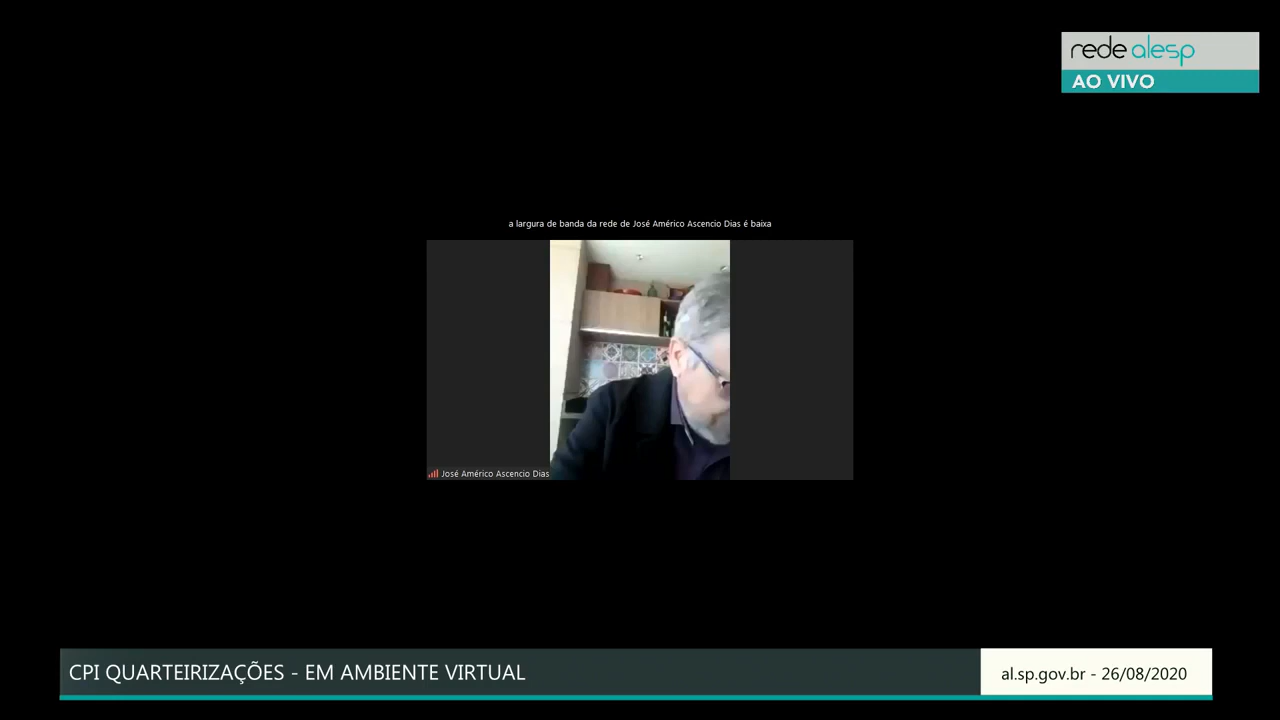 rede alesp
AO VIVO
a largura de banda da rede de José Américo Ascencio Dias é baixa
José Américo Ascencio Dias
CPI QUARTEIRIZAÇÕES - EM AMBIENTE VIRTUAL
al.sp.gov.br - 26/08/2020